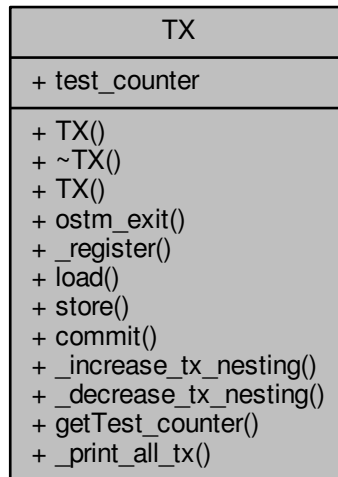 TX
+ test_counter
+ TX()
+ ~TX()
+ TX()
+ ostm_exit()
+ _register()
+ load()
+ store()
+ commit()
+ _increase_tx_nesting()
+ _decrease_tx_nesting()
+ getTest_counter()
+ _print_all_tx()